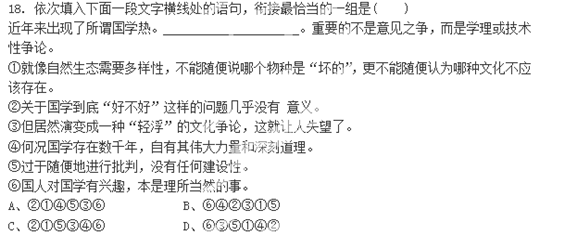 18. 依次填入下面一段文字横线处的语句，衔接最恰当的一组是(    )
近年来出现了所谓国学热。____________________。重要的不是意见之争，而是学理或技术
性争论。
①就像自然生态需要多样性，不能随便说哪个物种是“坏的”，更不能随便认为哪种文化不应
该存在。
②关于国学到底“好不好”这样的问题几乎没有 意义。
③但居然演变成一种“轻浮”的文化争论，这就让人失望了。
④何况国学存在数千年，自有其伟大力量和深刻道理。
⑤过于随便地进行批判，没有任何建设性。
⑥国人对国学有兴趣，本是理所当然的事。
A、②①④⑤③⑥    B、⑥④②③①⑤
C、②①⑤③④⑥    D、⑥③⑤①④②